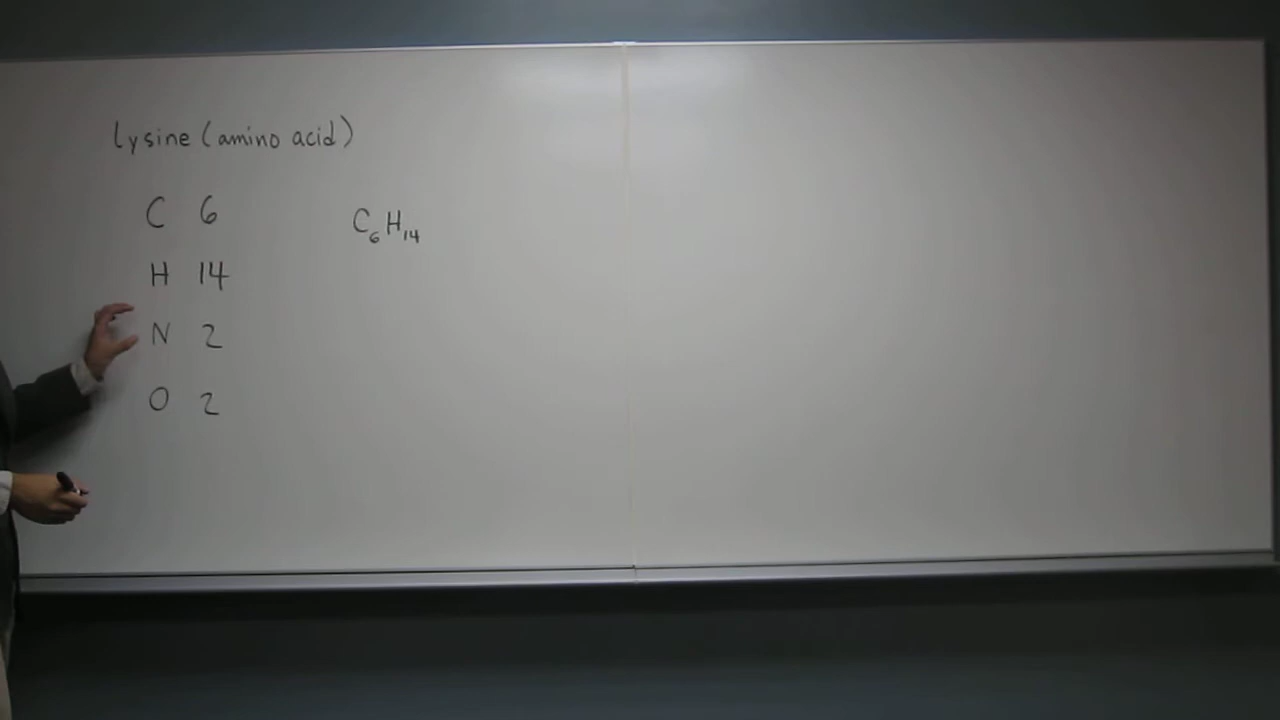 lysine (amino acid)
C 6
C₆H₁₄
H 14
N 2
O 2